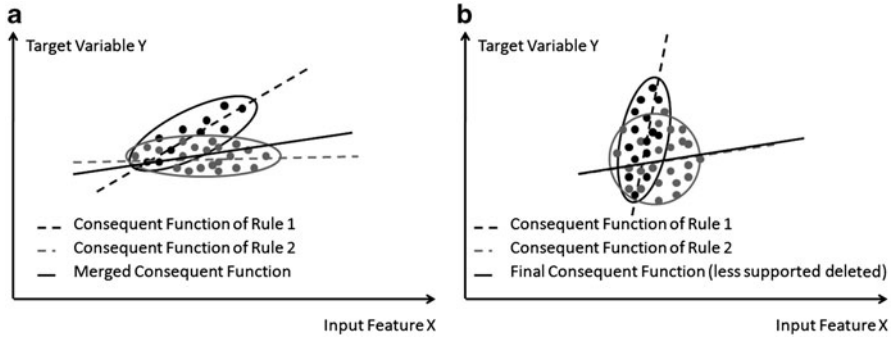 a
Target Variable Y
Consequent Function of Rule 1
Consequent Function of Rule 2
Merged Consequent Function
Input Feature X
b
Target Variable Y
Consequent Function of Rule 1
Consequent Function of Rule 2
Final Consequent Function (less supported deleted)
Input Feature X